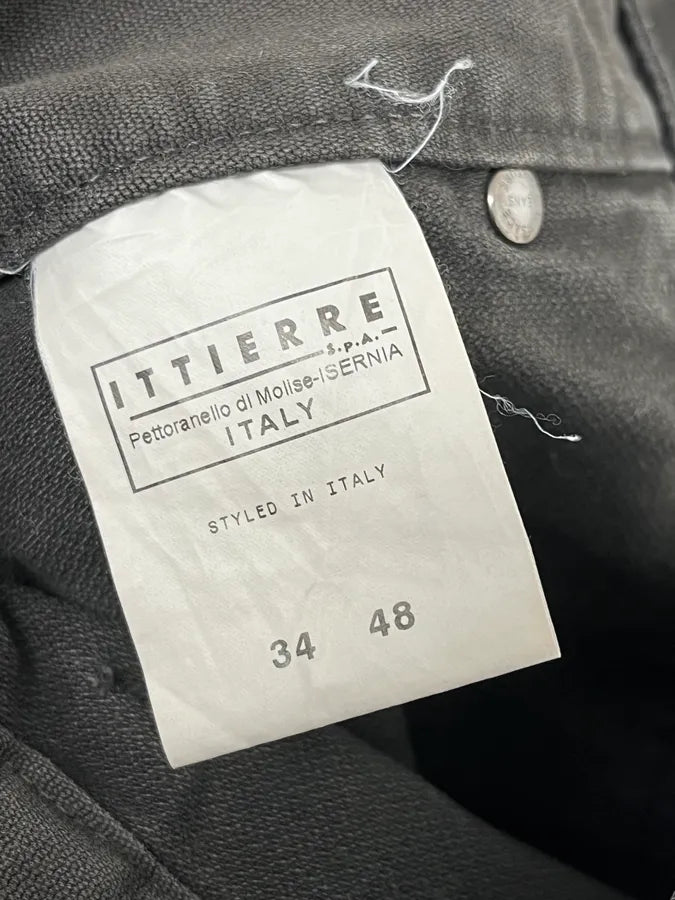 ITTIERRE
S.P.A.
Pettoranello di Molise-ISERNIA
ITALY
STYLED IN ITALY
34 48